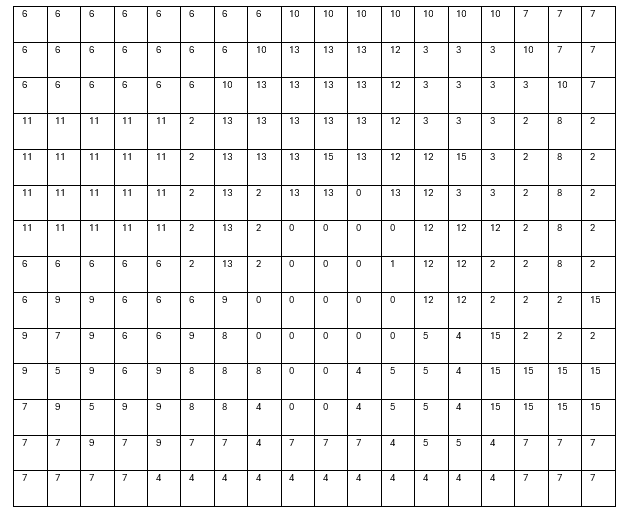 6 6 6 6 6 6 6 6 10 10 10 10 10 10 10 7 7 7
6 6 6 6 6 6 6 10 13 13 13 12 3 3 3 10 7 7
6 6 6 6 6 6 10 13 13 13 13 12 3 3 3 3 10 7
11 11 11 11 11 2 13 13 13 13 13 12 3 3 3 2 8 2
11 11 11 11 11 2 13 13 13 15 13 12 12 15 3 2 8 2
11 11 11 11 11 2 13 2 13 13 0 13 12 3 3 2 8 2
11 11 11 11 11 2 13 2 0 0 0 0 12 12 12 2 8 2
6 6 6 6 6 2 13 2 0 0 0 1 12 12 2 2 8 2
6 9 9 6 6 6 9 0 0 0 0 0 12 12 2 2 2 15
9 7 9 6 6 9 8 0 0 0 0 0 5 4 15 2 2 2
9 5 9 6 9 8 8 8 0 0 4 5 5 4 15 15 15 15
7 9 5 9 9 8 8 4 0 0 4 5 5 4 15 15 15 15
7 7 9 7 9 7 7 4 7 7 7 4 5 5 4 7 7 7
7 7 7 7 4 4 4 4 4 4 4 4 4 4 4 7 7 7